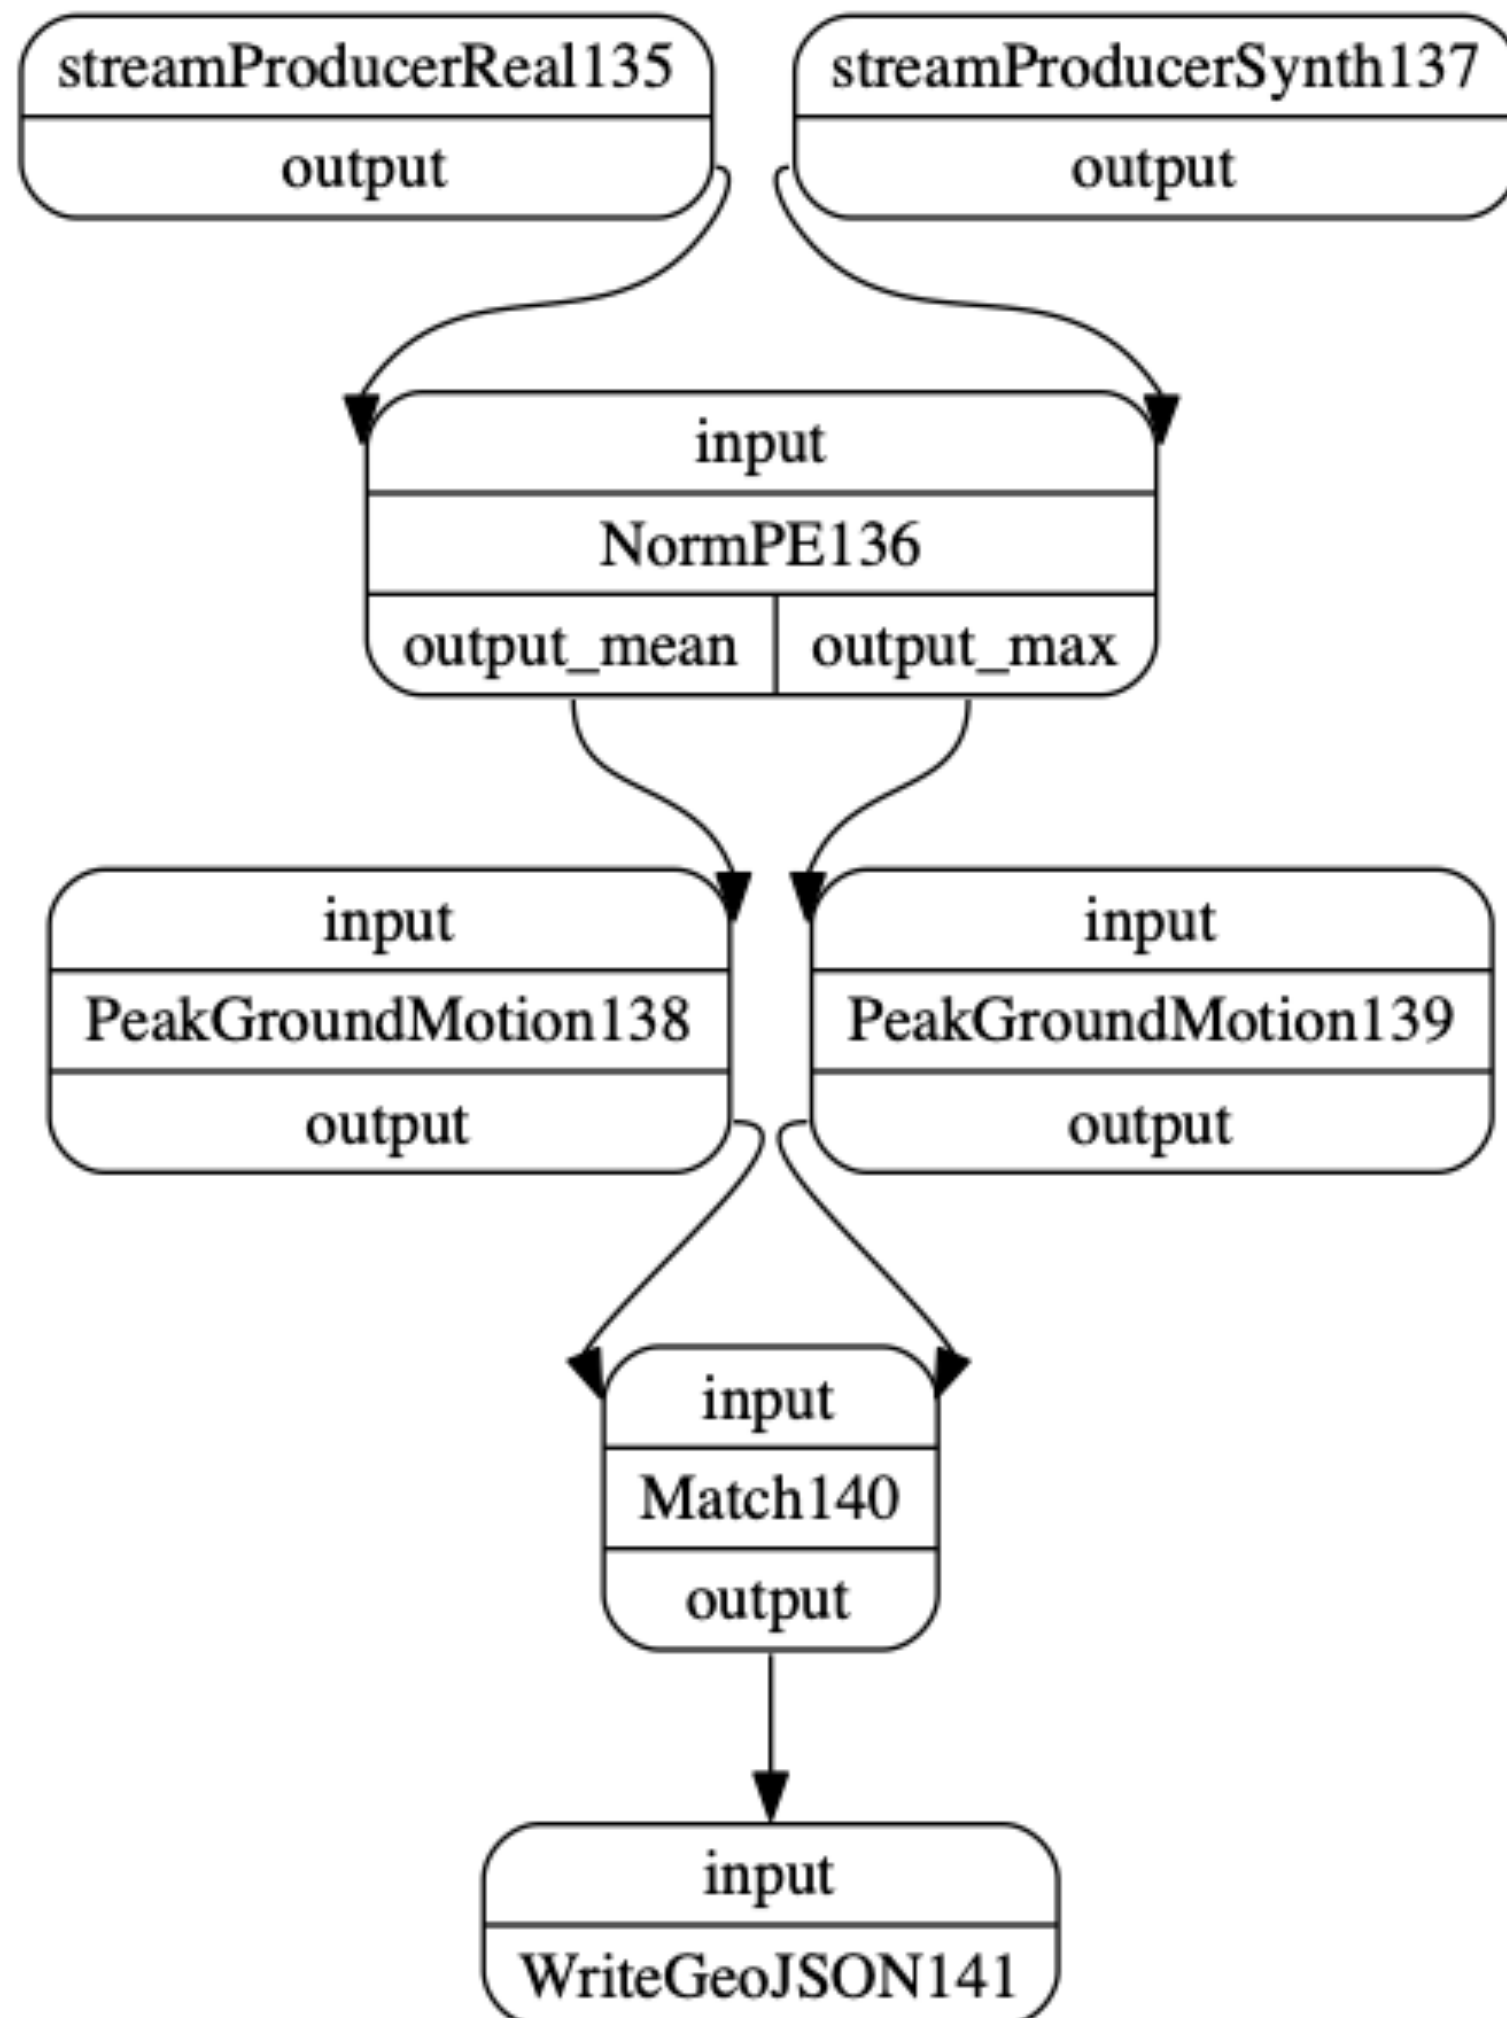 streamProducerReal135
output
streamProducerSynth137
output
input
NormPE136
output_mean
output_max
input
PeakGroundMotion138
output
input
PeakGroundMotion139
output
input
Match140
output
input
WriteGeoJSON141